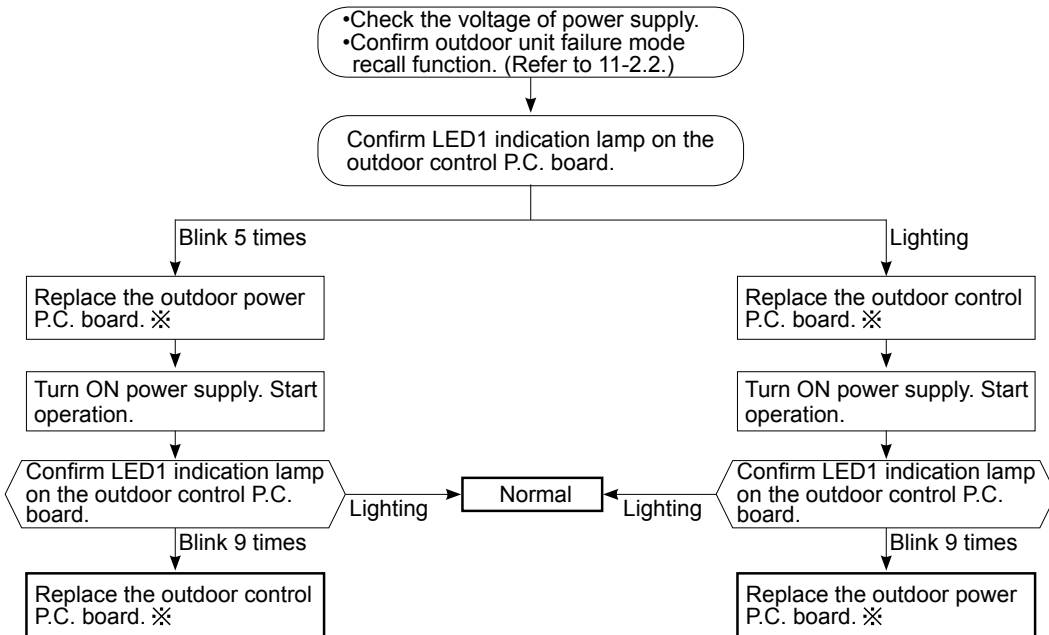 •Check the voltage of power supply.
•Confirm outdoor unit failure mode
recall function. (Refer to 11-2.2.)
Confirm LED1 indication lamp on the
outdoor control P.C. board.
Blink 5 times
Lighting
Replace the outdoor power
P.C. board. ※
Replace the outdoor control
P.C. board. ※
Turn ON power supply. Start
operation.
Turn ON power supply. Start
operation.
Confirm LED1 indication lamp
on the outdoor control P.C.
board.
Lighting
Normal
Lighting
Confirm LED1 indication lamp
on the outdoor control P.C.
board.
Blink 9 times
Blink 9 times
Replace the outdoor control
P.C. board. ※
Replace the outdoor power
P.C. board. ※